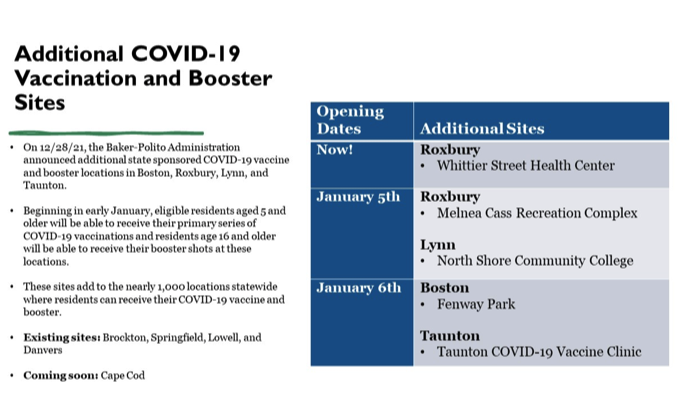 Additional COVID-19
Vaccination and Booster
Sites
• On 12/28/21, the Baker-Polito Administration
announced additional state sponsored COVID-19 vaccine
and booster locations in Boston, Roxbury, Lynn, and
Taunton.
• Beginning in early January, eligible residents aged 5 and
older will be able to receive their primary series of
COVID-19 vaccinations and residents age 16 and older
will be able to receive their booster shots at these
locations.
• These sites add to the nearly 1,000 locations statewide
where residents can receive their COVID-19 vaccine and
booster.
• Existing sites: Brockton, Springfield, Lowell, and
Danvers
• Coming soon: Cape Cod
Opening
Dates
Additional Sites
Now!
Roxbury
• Whittier Street Health Center
January 5th
Roxbury
• Melnea Cass Recreation Complex
Lynn
• North Shore Community College
January 6th
Boston
• Fenway Park
Taunton
• Taunton COVID-19 Vaccine Clinic